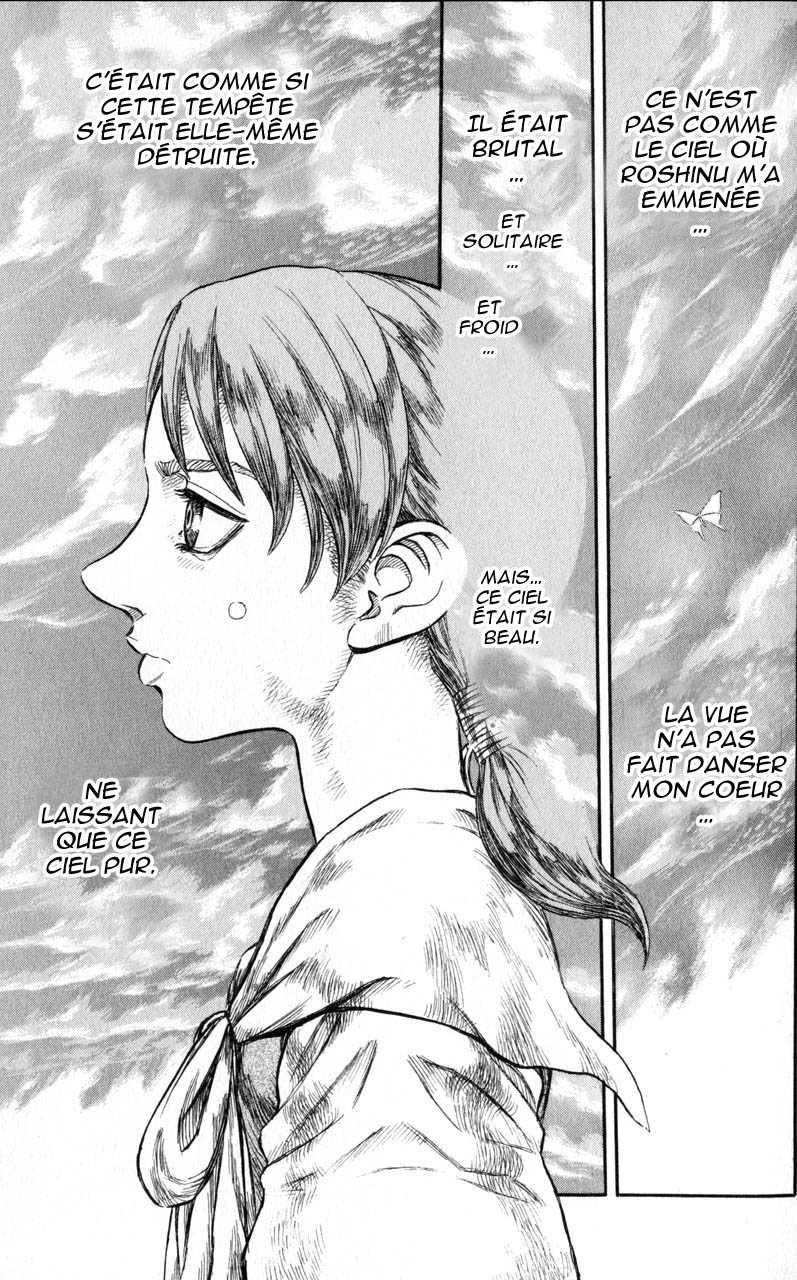 CE N'EST
PAS COMME
LE CIEL OÙ
ROSHINU M'A
EMMENÉE
...
LA VUE
N'A PAS
FAIT DANSER
MON COEUR
...
IL ÉTAIT
BRUTAL
...
ET
SOLITAIRE
...
ET
FROID
...
MAIS...
CE CIEL
ÉTAIT SI
BEAU.
C'ÉTAIT COMME SI
CETTE TEMPÊTE
S'ÉTAIT ELLE-MÊME
DÉTRUITE.
NE
LAISSANT
QUE CE
CIEL PUR.